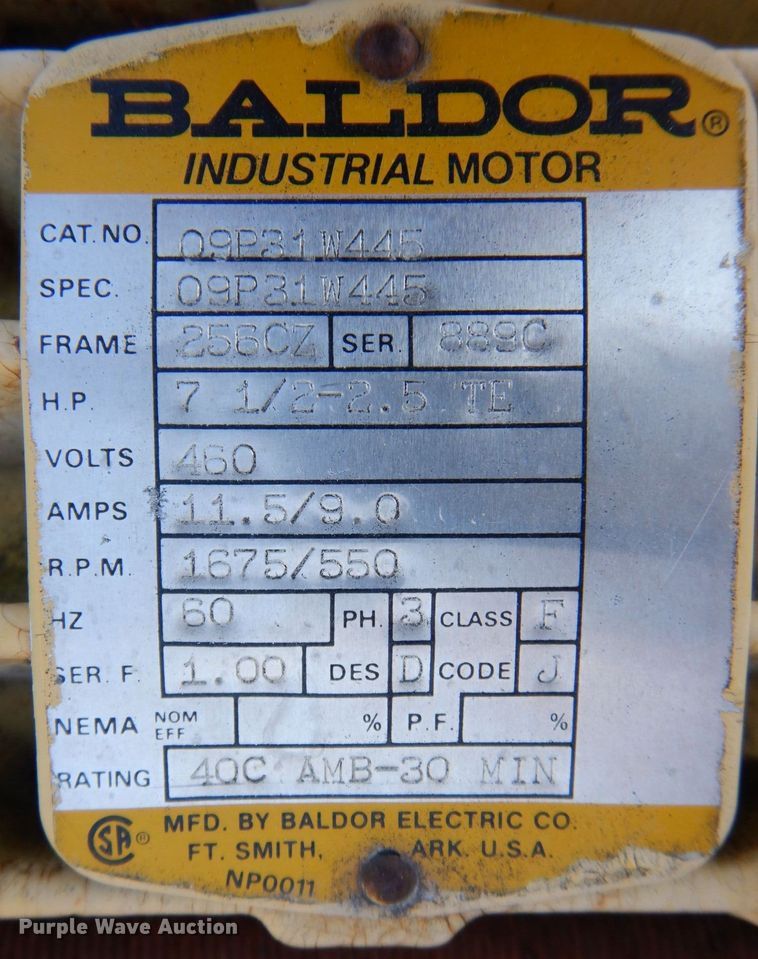 BALDOR®
INDUSTRIAL MOTOR
CAT. NO. 09P31W445
SPEC. 09P31W445
FRAME 256CZ SER. 889C
H.P. 7 1/2-2.5 TE
VOLTS 460
AMPS 11.5/9.0
R.P.M. 1675/550
HZ 60 PH. 3 CLASS F
SER. F. 1.00 DES D CODE J
NEMA NOM EFF % P.F. %
RATING 40C AMB-30 MIN
SA® MFD. BY BALDOR ELECTRIC CO.
FT. SMITH, ARK. U.S.A.
NP0011
Purple Wave Auction